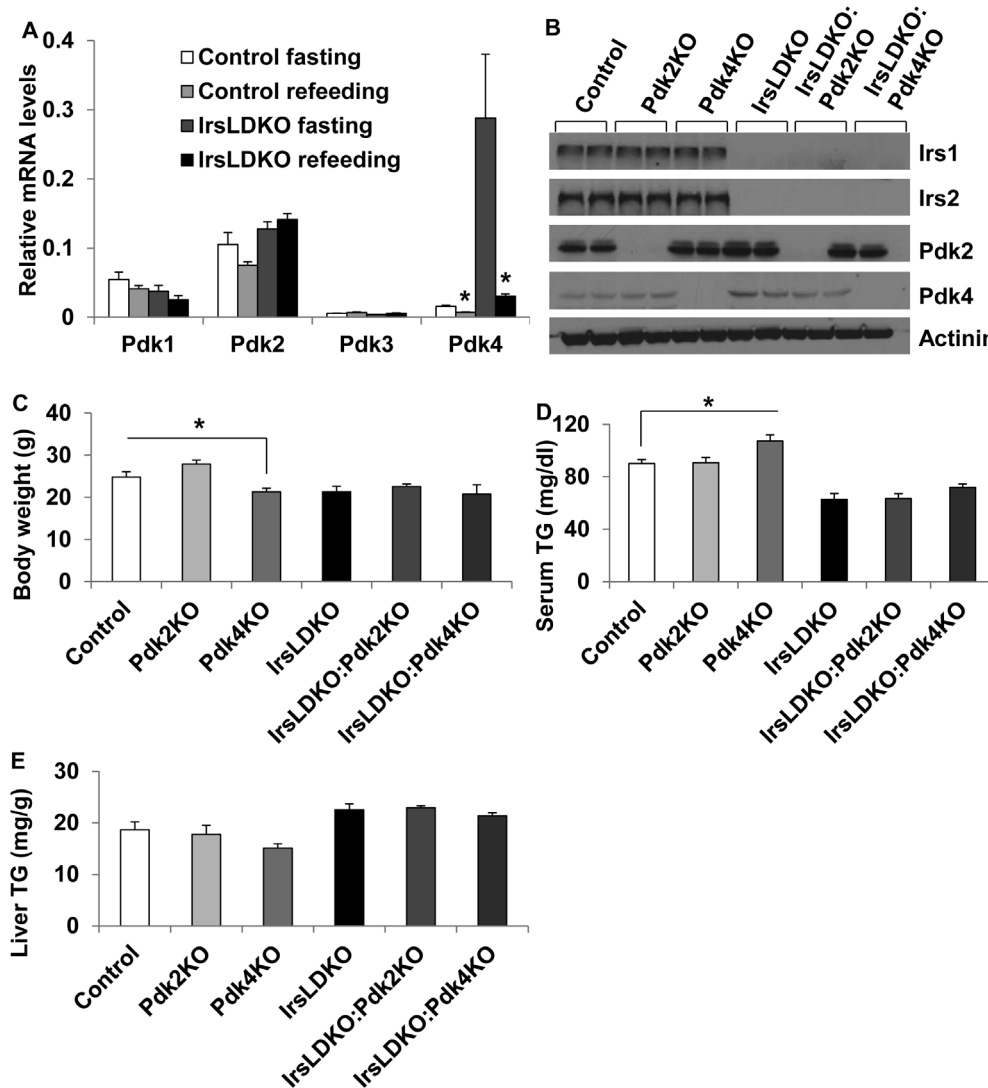 A
0.4
0.3
0.2
0.1
0
Relative mRNA levels
Control fasting
Control refeeding
IrsLDKO fasting
IrsLDKO refeeding
*
*
Pdk1 Pdk2 Pdk3 Pdk4
B
Control
Pdk2KO
Pdk4KO
IrsLDKO
IrsLDKO:
Pdk2KO
IrsLDKO:
Pdk4KO
Irs1
Irs2
Pdk2
Pdk4
Actinin
C
40
30
20
10
0
Body weight (g)
*
Control
Pdk2KO
Pdk4KO
IrsLDKO
IrsLDKO:Pdk2KO
IrsLDKO:Pdk4KO
D
120
80
40
0
Serum TG (mg/dl)
*
Control
Pdk2KO
Pdk4KO
IrsLDKO
IrsLDKO:Pdk2KO
IrsLDKO:Pdk4KO
E
30
20
10
0
Liver TG (mg/g)
Control
Pdk2KO
Pdk4KO
IrsLDKO
IrsLDKO:Pdk2KO
IrsLDKO:Pdk4KO